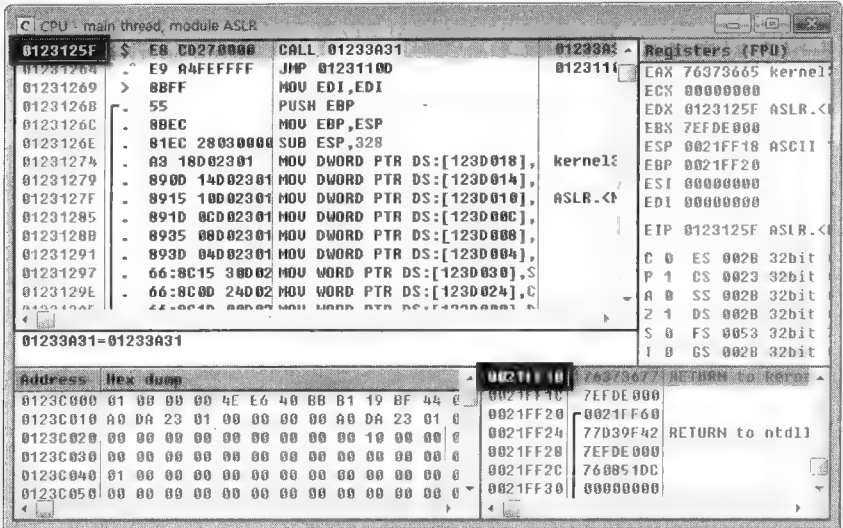 C CPU - main thread, module ASLR
0123125F $ E8 CD270000 CALL 01233A31 01233A3
01231264 .^ E9 A4FEFFFF JMP 0123110D 0123110
01231269 > 8BFF MOV EDI,EDI
0123126B . 55 PUSH EBP
0123126C . 8BEC MOV EBP,ESP
0123126E . 81EC 28030000 SUB ESP,328
01231274 . A3 18D02301 MOV DWORD PTR DS:[123D018], kernel3
01231279 . 890D 14D02301 MOV DWORD PTR DS:[123D014],
0123127F . 8915 10D02301 MOV DWORD PTR DS:[123D010], ASLR.<M
01231285 . 891D 0CD02301 MOV DWORD PTR DS:[123D00C],
0123128B . 8935 08D02301 MOV DWORD PTR DS:[123D008],
01231291 . 893D 04D02301 MOV DWORD PTR DS:[123D004],
01231297 . 66:8C15 30D02 MOV WORD PTR DS:[123D030],S
0123129E . 66:8C0D 24D02 MOV WORD PTR DS:[123D024],C
01233A31=01233A31
Registers (FPU)
EAX 76373665 kernel3
ECX 00000000
EDX 0123125F ASLR.<
EBX 7EFDE000
ESP 0021FF18 ASCII
EBP 0021FF20
ESI 00000000
EDI 00000000
EIP 0123125F ASLR.<
C 0 ES 002B 32bit
P 1 CS 0023 32bit
A 0 SS 002B 32bit
Z 1 DS 002B 32bit
S 0 FS 0053 32bit
T 0 GS 002B 32bit
Address Hex dump
0123C000 01 00 00 00 4E E6 40 BB B1 19 BF 44
0123C010 A0 DA 23 01 00 00 00 00 A0 DA 23 01 0
0123C020 00 00 00 00 00 00 00 00 10 00 00 0
0123C030 00 00 00 00 00 00 00 00 00 00 00 0
0123C040 01 00 00 00 00 00 00 00 00 00 00 0
0123C050 00 00 00 00 00 00 00 00 00 00 00 0
0021FF18 76373677 RETURN to kerne
0021FF1C 7EFDE000
0021FF20 0021FF60
0021FF24 77D39F42 RETURN to ntdll
0021FF28 7EFDE000
0021FF2C 760851DC
0021FF30 00000000